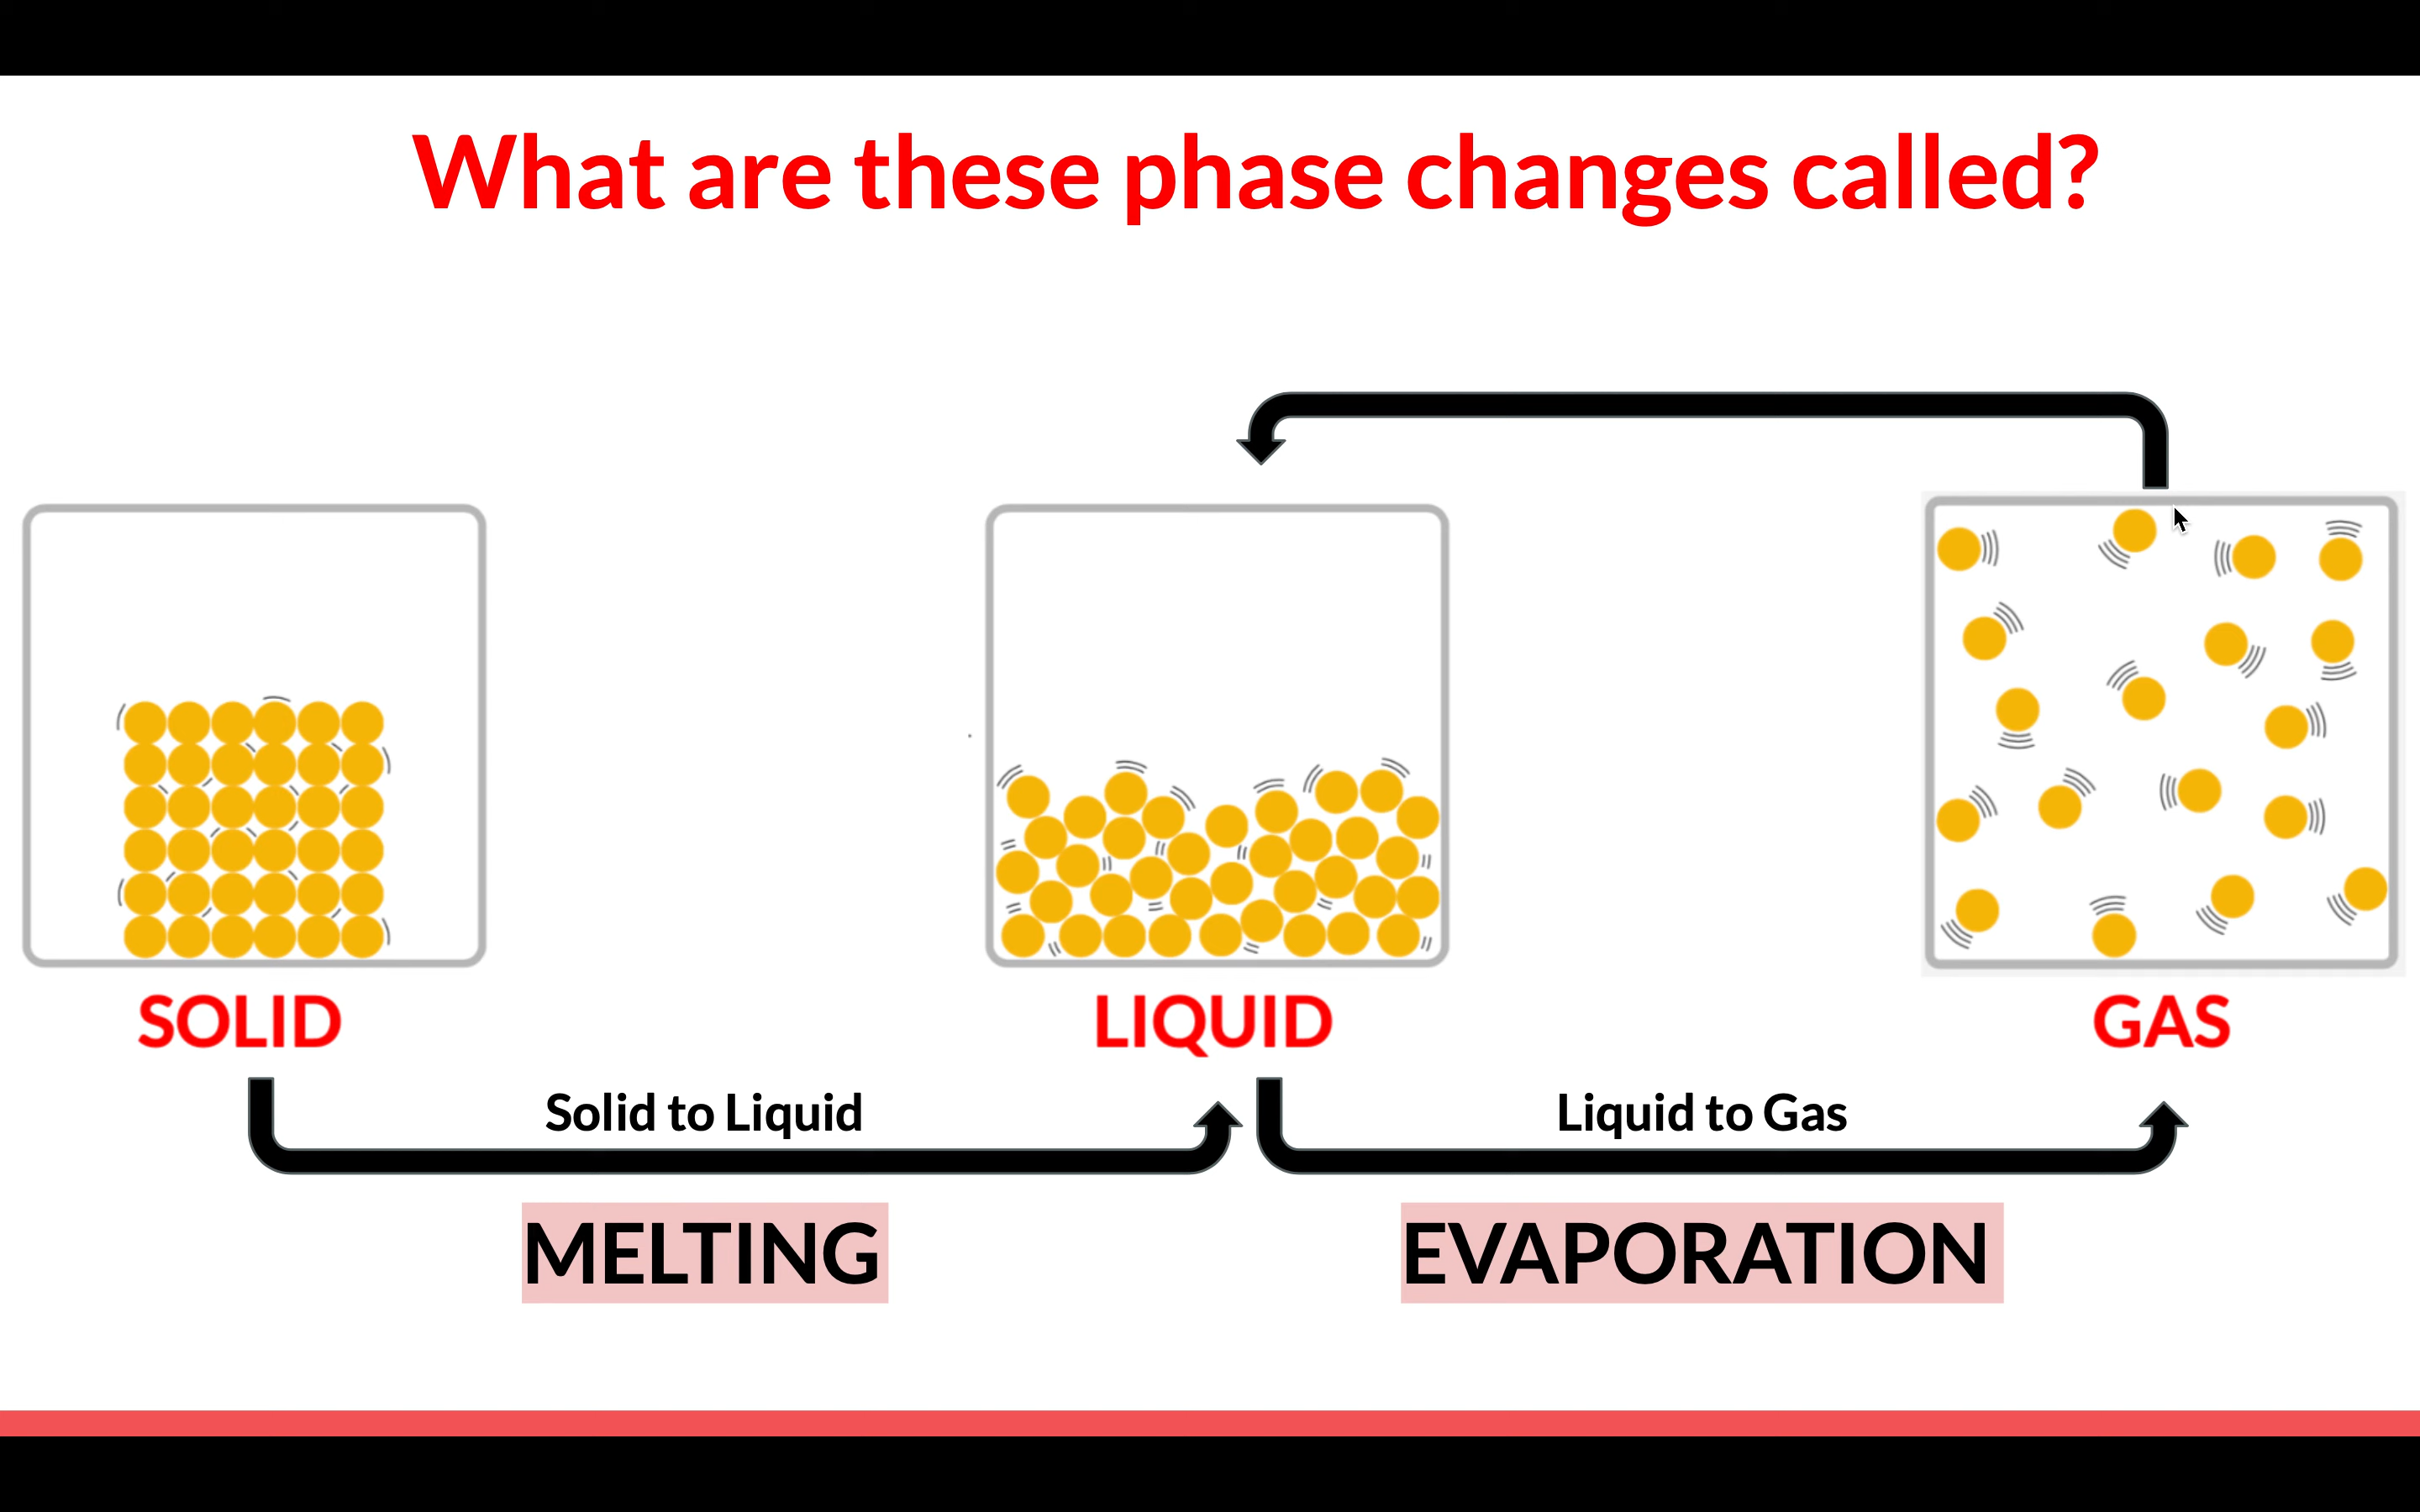 What are these phase changes called?
SOLID
LIQUID
GAS
Solid to Liquid
Liquid to Gas
MELTING
EVAPORATION